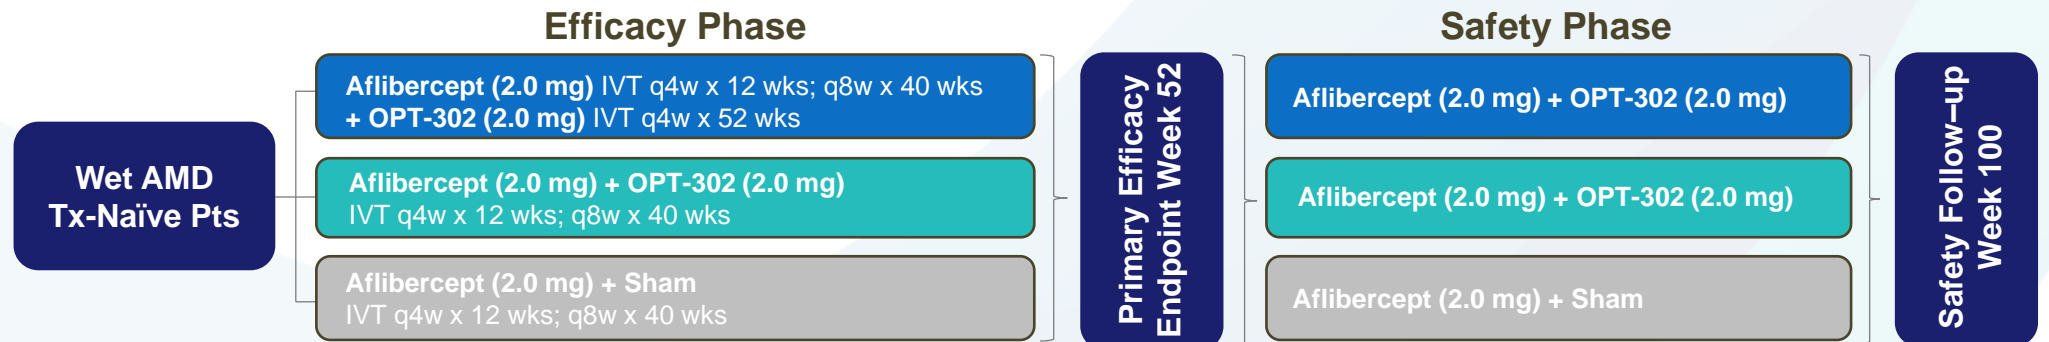 Efficacy Phase
Safety Phase
Wet AMD
Tx-Naïve Pts
Aflibercept (2.0 mg) IVT q4w x 12 wks; q8w x 40 wks
+ OPT-302 (2.0 mg) IVT q4w x 52 wks
Aflibercept (2.0 mg) + OPT-302 (2.0 mg)
IVT q4w x 12 wks; q8w x 40 wks
Aflibercept (2.0 mg) + Sham
IVT q4w x 12 wks; q8w x 40 wks
Primary Efficacy
Endpoint Week 52
Aflibercept (2.0 mg) + OPT-302 (2.0 mg)
Aflibercept (2.0 mg) + OPT-302 (2.0 mg)
Aflibercept (2.0 mg) + Sham
Safety Follow–up
Week 100